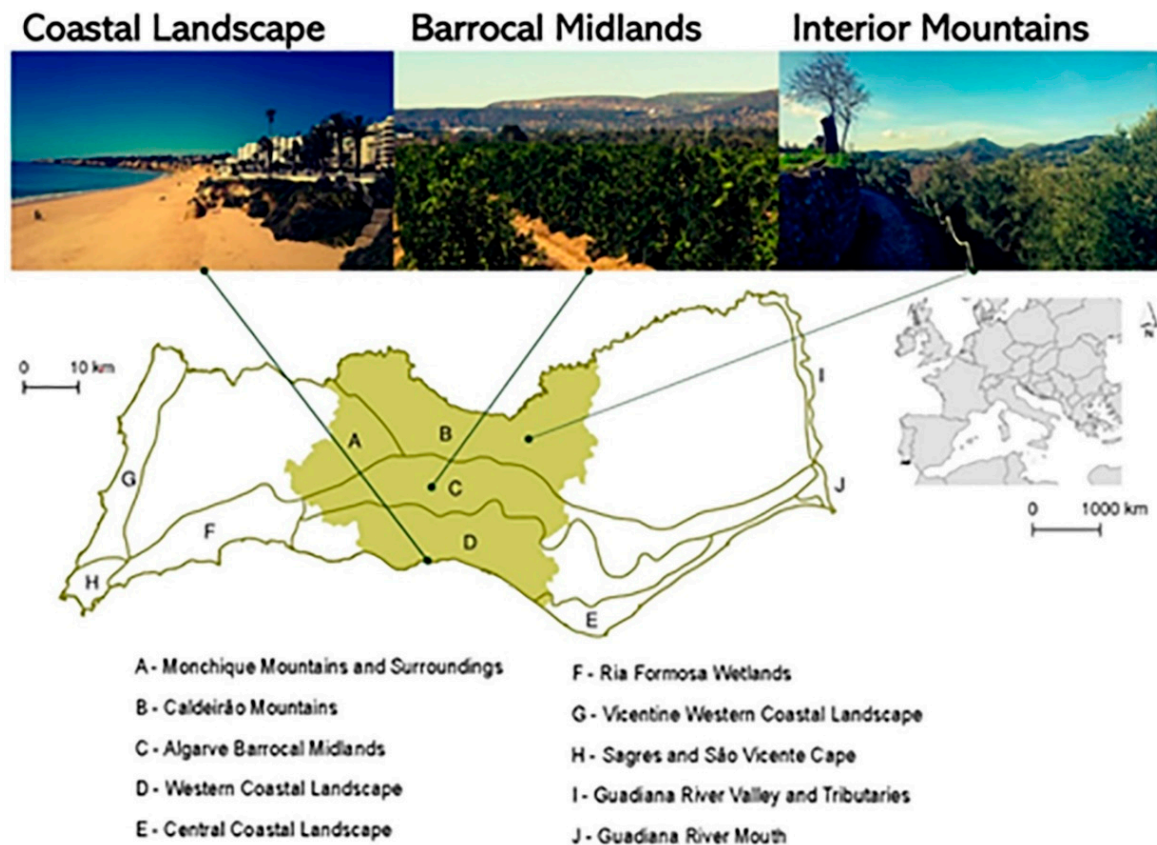 Coastal Landscape
Barrocal Midlands
Interior Mountains
0 10 km
N
A
B
C
D
E
F
G
H
I
J
0 1000 km
A - Monchique Mountains and Surroundings
B - Caldeirão Mountains
C - Algarve Barrocal Midlands
D - Western Coastal Landscape
E - Central Coastal Landscape
F - Ria Formosa Wetlands
G - Vicentine Western Coastal Landscape
H - Sagres and São Vicente Cape
I - Guadiana River Valley and Tributaries
J - Guadiana River Mouth